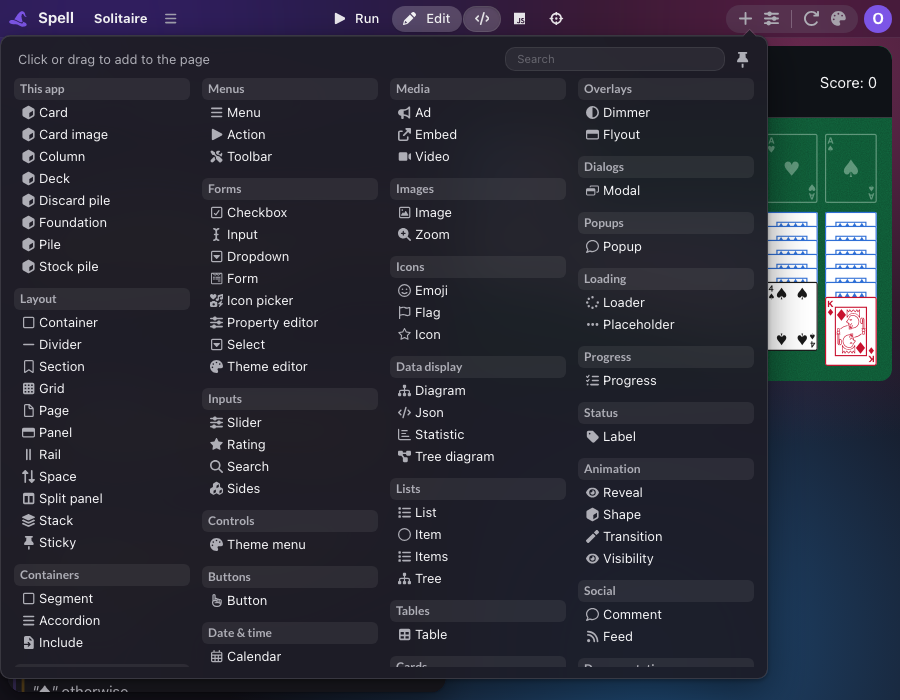 Spell Solitaire Run Edit </> JS O
Click or drag to add to the page Search
Score: 0
This app
Card
Card image
Column
Deck
Discard pile
Foundation
Pile
Stock pile
Layout
Container
Divider
Section
Grid
Page
Panel
Rail
Space
Split panel
Stack
Sticky
Containers
Segment
Accordion
Include
Menus
Menu
Action
Toolbar
Forms
Checkbox
Input
Dropdown
Form
Icon picker
Property editor
Select
Theme editor
Inputs
Slider
Rating
Search
Sides
Controls
Theme menu
Buttons
Button
Date & time
Calendar
Media
Ad
Embed
Video
Images
Image
Zoom
Icons
Emoji
Flag
Icon
Data display
Diagram
Json
Statistic
Tree diagram
Lists
List
Item
Items
Tree
Tables
Table
Cards
Overlays
Dimmer
Flyout
Dialogs
Modal
Popups
Popup
Loading
Loader
Placeholder
Progress
Progress
Status
Label
Animation
Reveal
Shape
Transition
Visibility
Social
Comment
Feed
A
A
A
A
4
4
K
K
"♠" otherwise